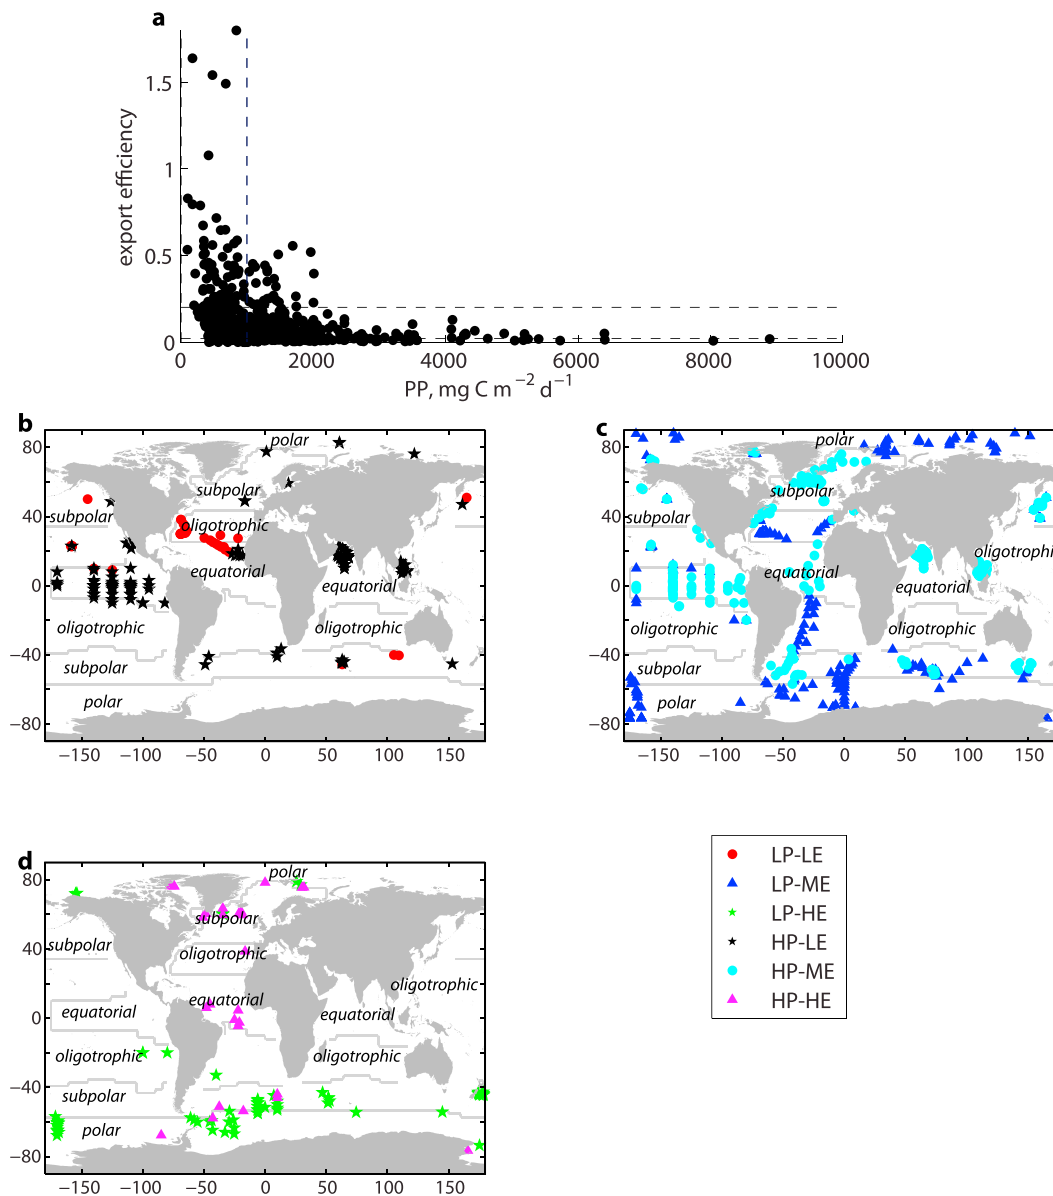 a
1.5
1
0.5
0
export efficiency
0 2000 4000 6000 8000 10000
PP, mg C m−2 d−1
b
80
40
0
−40
−80
polar
subpolar
subpolar
oligotrophic
equatorial
equatorial
oligotrophic
oligotrophic
subpolar
polar
−150 −100 −50 0 50 100 150
c
80
40
0
−40
−80
polar
subpolar
subpolar
oligotrophic
equatorial
equatorial
oligotrophic
oligotrophic
subpolar
polar
−150 −100 −50 0 50 100 150
d
80
40
0
−40
−80
polar
subpolar
subpolar
oligotrophic
oligotrophic
equatorial
equatorial
equatorial
oligotrophic
oligotrophic
subpolar
polar
−150 −100 −50 0 50 100 150
LP-LE
LP-ME
LP-HE
HP-LE
HP-ME
HP-HE